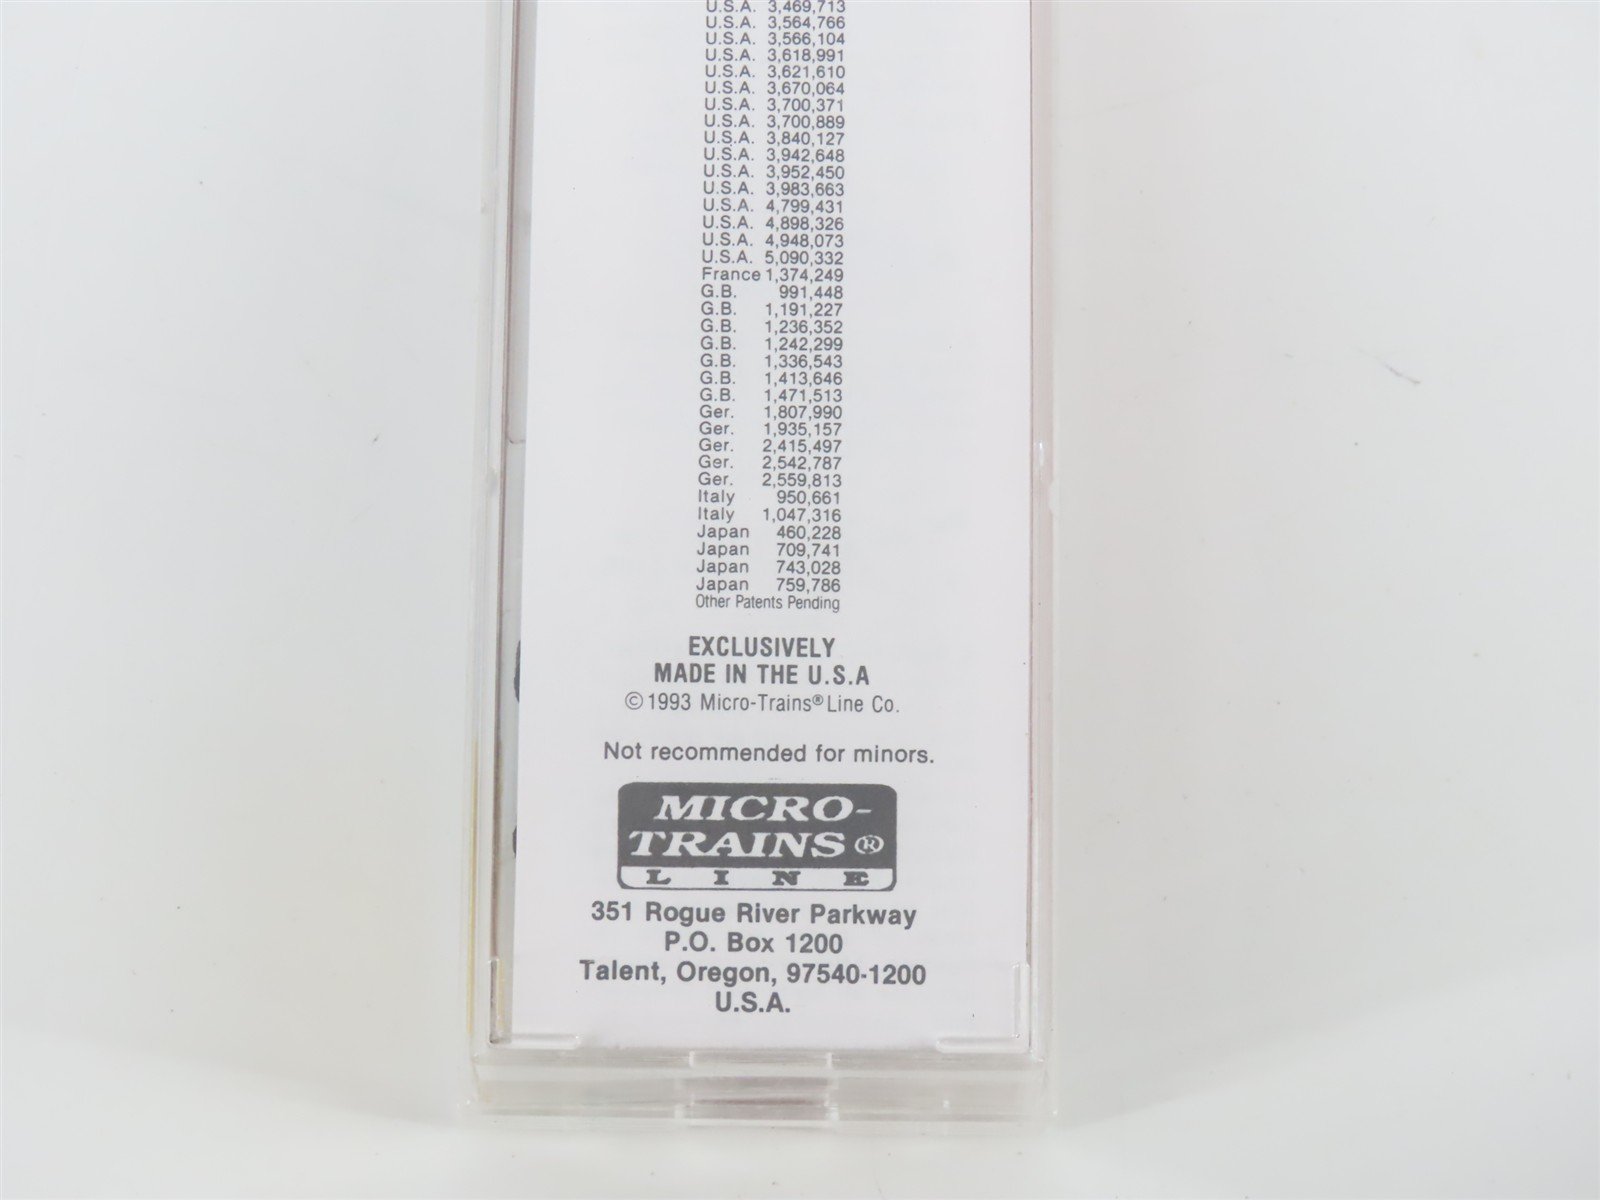 U.S.A. 3,469,713
U.S.A. 3,564,766
U.S.A. 3,566,104
U.S.A. 3,618,991
U.S.A. 3,621,610
U.S.A. 3,670,064
U.S.A. 3,700,371
U.S.A. 3,700,889
U.S.A. 3,840,127
U.S.A. 3,942,648
U.S.A. 3,952,450
U.S.A. 3,983,663
U.S.A. 4,799,431
U.S.A. 4,898,326
U.S.A. 4,948,073
U.S.A. 5,090,332
France 1,374,249
G.B. 991,448
G.B. 1,191,227
G.B. 1,236,352
G.B. 1,242,299
G.B. 1,336,543
G.B. 1,413,646
G.B. 1,471,513
Ger. 1,807,990
Ger. 1,935,157
Ger. 2,415,497
Ger. 2,542,787
Ger. 2,559,813
Italy 950,661
Italy 1,047,316
Japan 460,228
Japan 709,741
Japan 743,028
Japan 759,786
Other Patents Pending
EXCLUSIVELY
MADE IN THE U.S.A
©1993 Micro-Trains® Line Co.
Not recommended for minors.
MICRO-
TRAINS®
LINE
351 Rogue River Parkway
P.O. Box 1200
Talent, Oregon, 97540-1200
U.S.A.